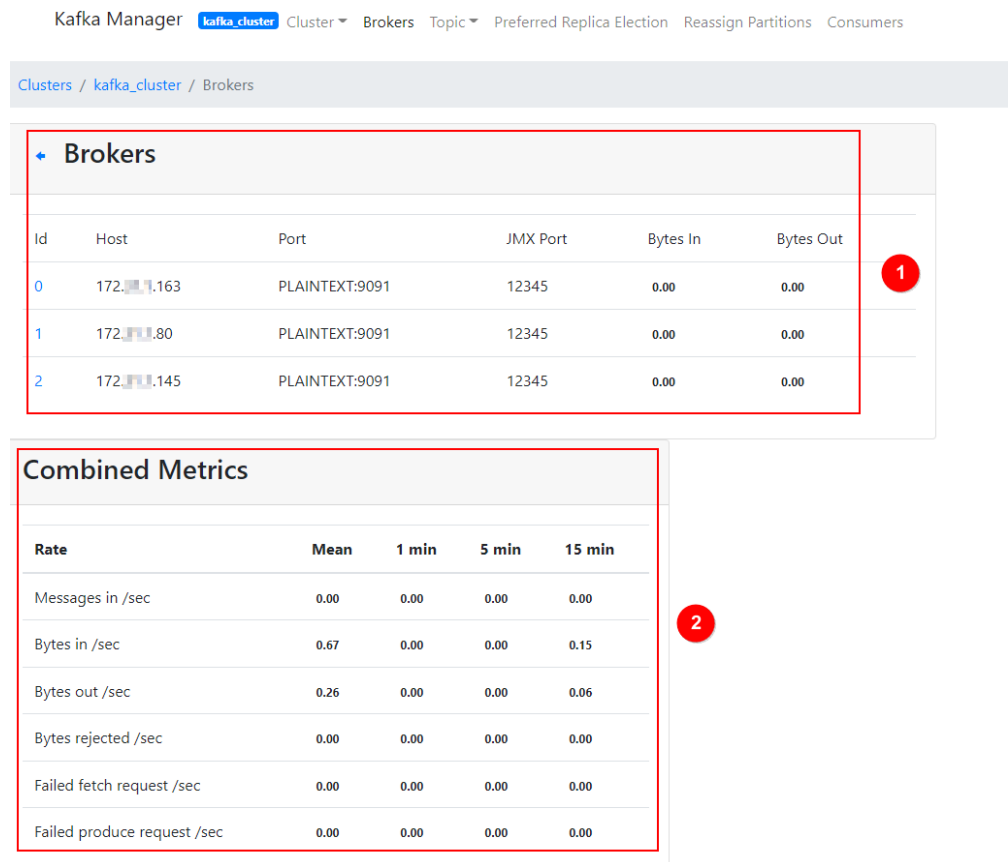 Kafka Manager kafka_cluster Cluster Brokers Topic Preferred Replica Election Reassign Partitions Consumers
Clusters / kafka_cluster / Brokers
Brokers
Id Host Port JMX Port Bytes In Bytes Out
0 172. .163 PLAINTEXT:9091 12345 0.00 0.00
1 172. .80 PLAINTEXT:9091 12345 0.00 0.00
2 172. .145 PLAINTEXT:9091 12345 0.00 0.00
1
Combined Metrics
Rate Mean 1 min 5 min 15 min
Messages in /sec 0.00 0.00 0.00 0.00
Bytes in /sec 0.67 0.00 0.00 0.15
Bytes out /sec 0.26 0.00 0.00 0.06
Bytes rejected /sec 0.00 0.00 0.00 0.00
Failed fetch request /sec 0.00 0.00 0.00 0.00
Failed produce request /sec 0.00 0.00 0.00 0.00
2